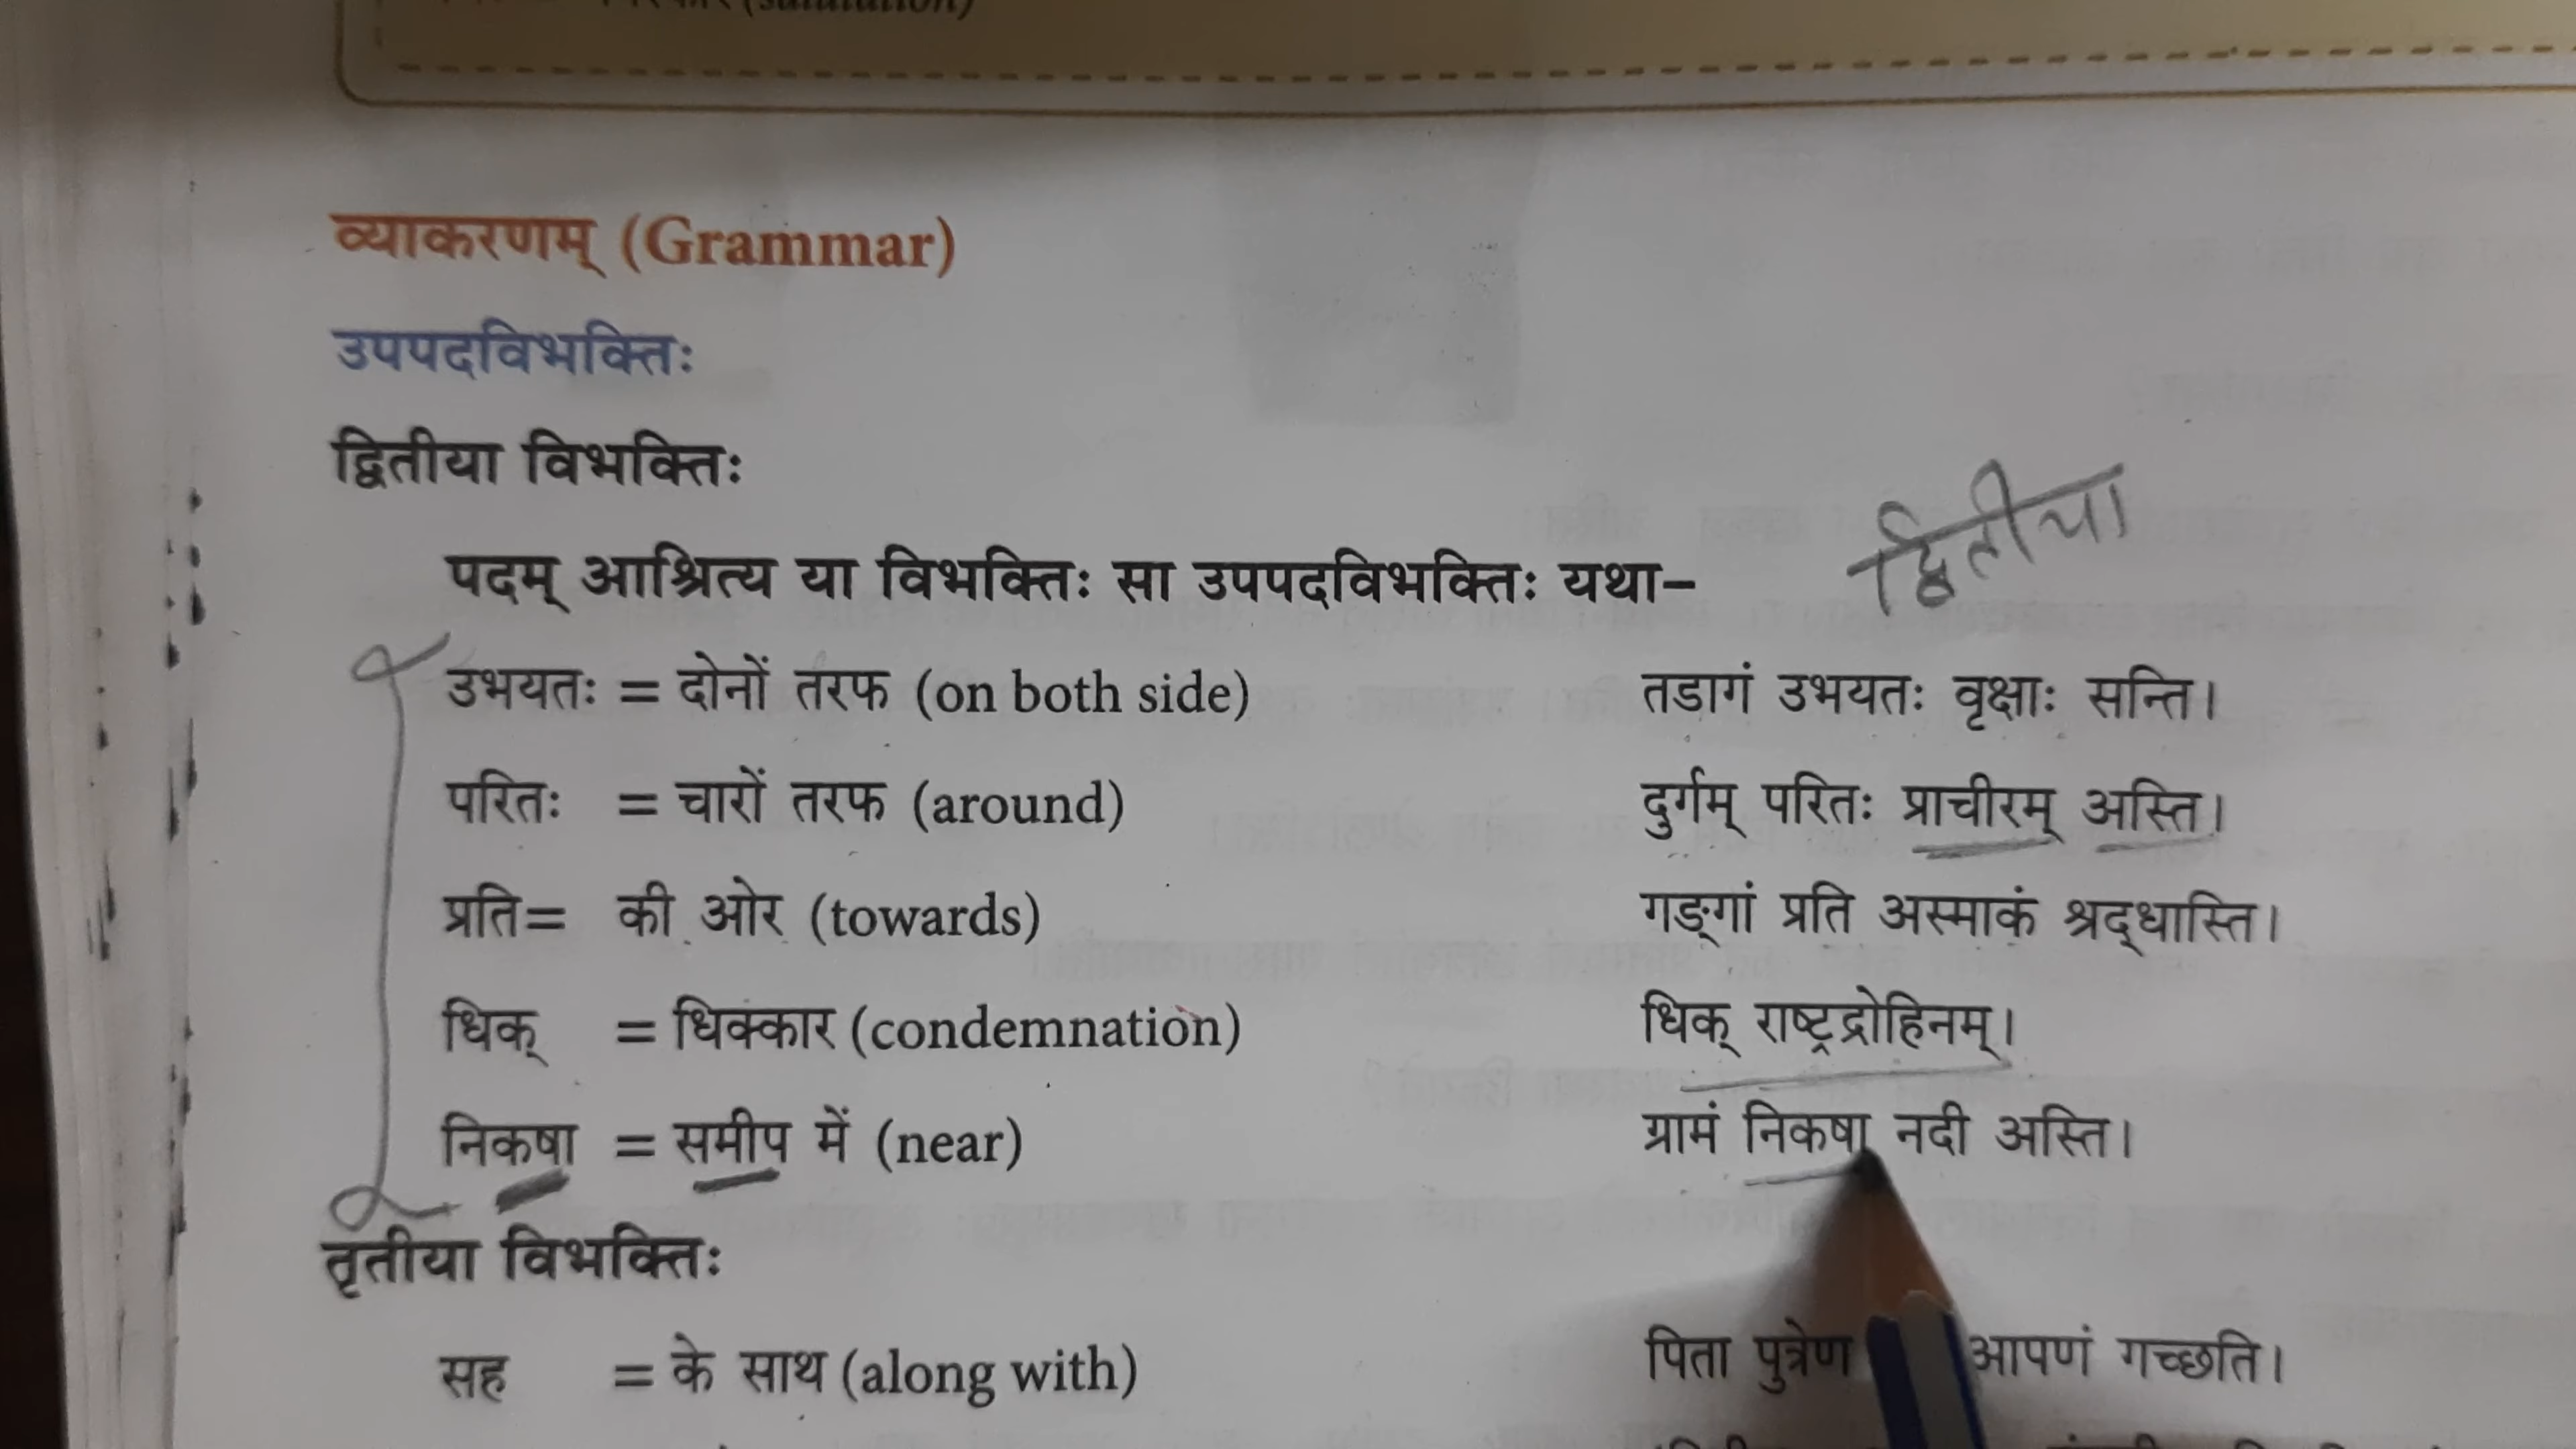 (salutation)
व्याकरणम् (Grammar)
उपपदविभक्तिः
द्वितीया विभक्तिः
द्वितीया
पदम् आश्रित्य या विभक्तिः सा उपपदविभक्तिः यथा–
उभयतः = दोनों तरफ (on both side) तडागं उभयतः वृक्षाः सन्ति।
परितः = चारों तरफ (around) दुर्गम् परितः प्राचीरम् अस्ति।
प्रति= की ओर (towards) गङ्गां प्रति अस्माकं श्रद्धास्ति।
धिक् = धिक्कार (condemnation) धिक् राष्ट्रद्रोहिनम्।
निकषा = समीप में (near) ग्रामं निकषा नदी अस्ति।
तृतीया विभक्तिः
सह = के साथ (along with) पिता पुत्रेण आपणं गच्छति।